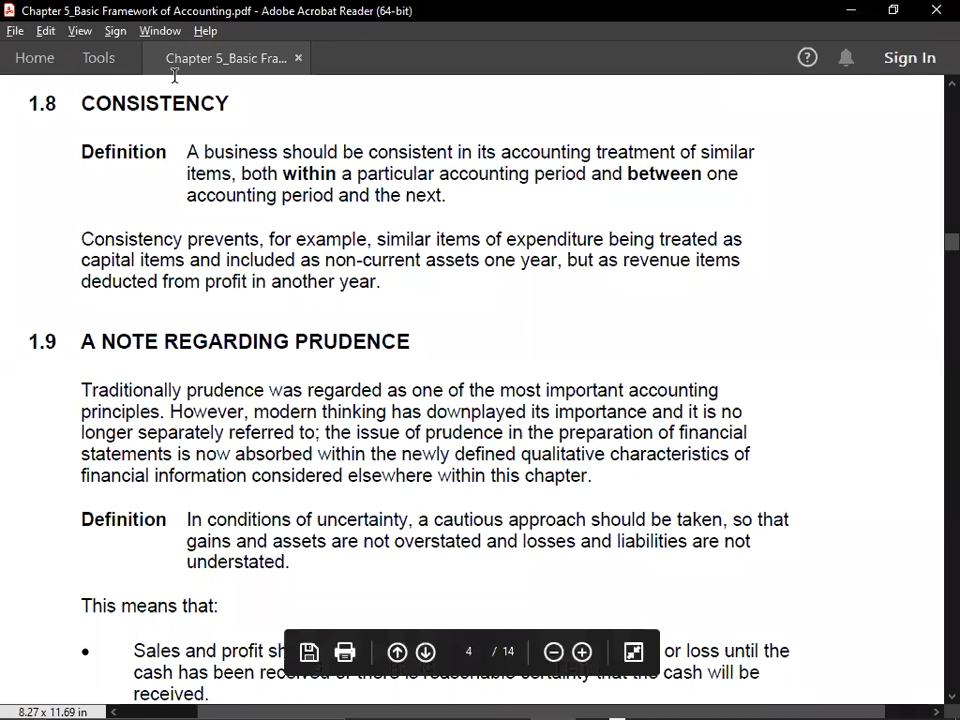 Chapter 5_Basic Framework of Accounting.pdf - Adobe Acrobat Reader (64-bit)
File Edit View Sign Window Help
Home Tools Chapter 5_Basic Fra... × ? Sign In
1.8 CONSISTENCY
Definition A business should be consistent in its accounting treatment of similar
items, both within a particular accounting period and between one
accounting period and the next.
Consistency prevents, for example, similar items of expenditure being treated as
capital items and included as non-current assets one year, but as revenue items
deducted from profit in another year.
1.9 A NOTE REGARDING PRUDENCE
Traditionally prudence was regarded as one of the most important accounting
principles. However, modern thinking has downplayed its importance and it is no
longer separately referred to; the issue of prudence in the preparation of financial
statements is now absorbed within the newly defined qualitative characteristics of
financial information considered elsewhere within this chapter.
Definition In conditions of uncertainty, a cautious approach should be taken, so that
gains and assets are not overstated and losses and liabilities are not
understated.
This means that:
• Sales and profit or loss until the
cash has been received or there is reasonable certainty that the cash will be
received.
4 / 14
8.27 x 11.69 in